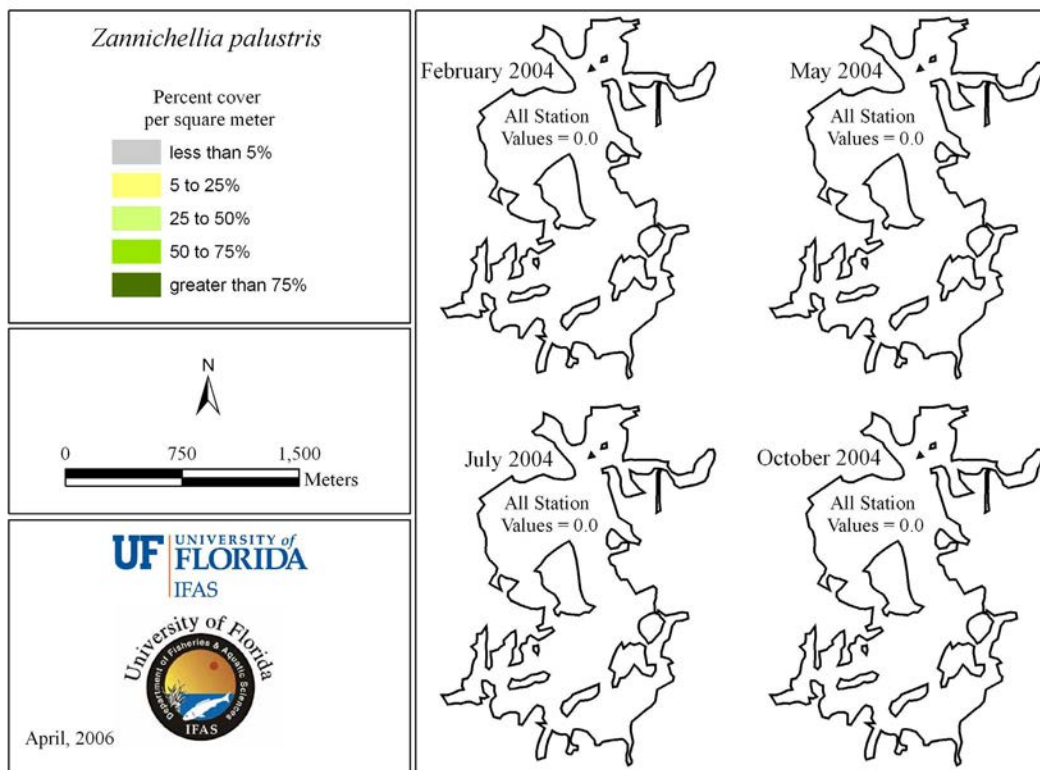 Zannichellia palustris
Percent cover
per square meter
less than 5%
5 to 25%
25 to 50%
50 to 75%
greater than 75%
N
0 750 1,500
Meters
UF UNIVERSITY of
FLORIDA
IFAS
University of Florida
Department of Fisheries & Aquatic Sciences
IFAS
April, 2006
February 2004
All Station
Values = 0.0
May 2004
All Station
Values = 0.0
July 2004
All Station
Values = 0.0
October 2004
All Station
Values = 0.0